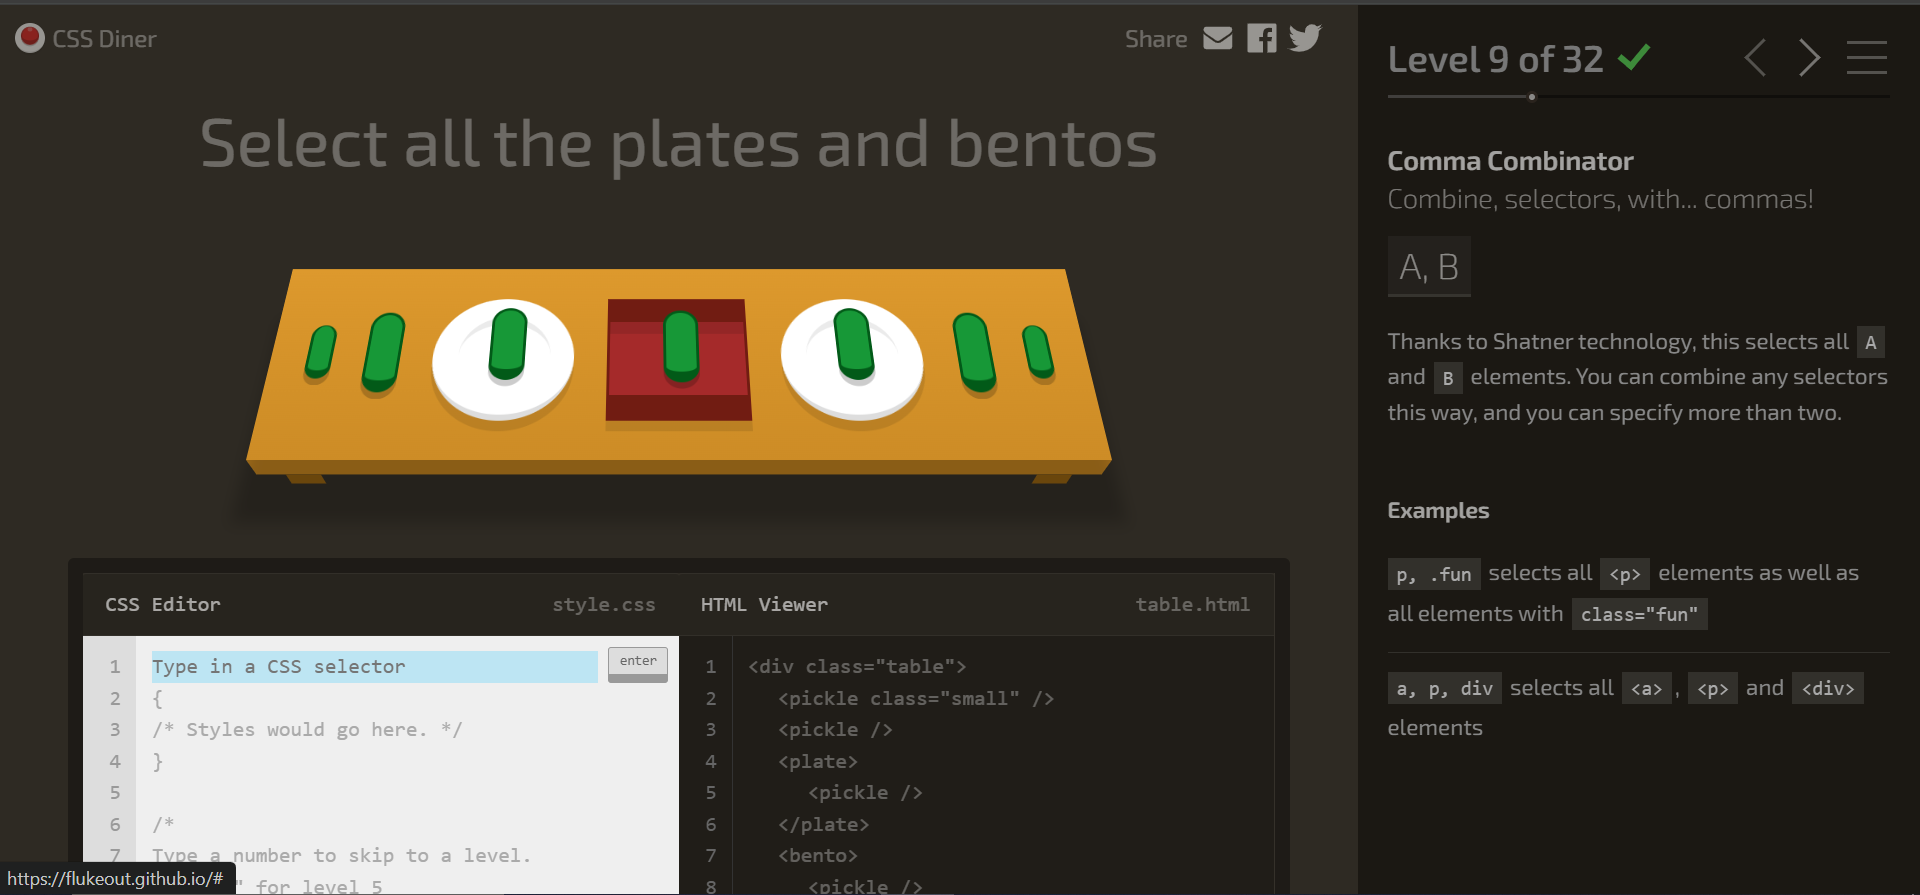 CSS Diner
Share
Select all the plates and bentos
CSS Editor style.css
1 Type in a CSS selector enter
2 {
3 /* Styles would go here. */
4 }
5
6 /*
7 Type a number to skip to a level.
" for level 5
HTML Viewer table.html
1 <div class="table">
2 <pickle class="small" />
3 <pickle />
4 <plate>
5 <pickle />
6 </plate>
7 <bento>
8 <pickle />
https://flukeout.github.io/#
Level 9 of 32
Comma Combinator
Combine, selectors, with... commas!
A, B
Thanks to Shatner technology, this selects all A
and B elements. You can combine any selectors
this way, and you can specify more than two.
Examples
p, .fun selects all <p> elements as well as
all elements with class="fun"
a, p, div selects all <a> , <p> and <div>
elements